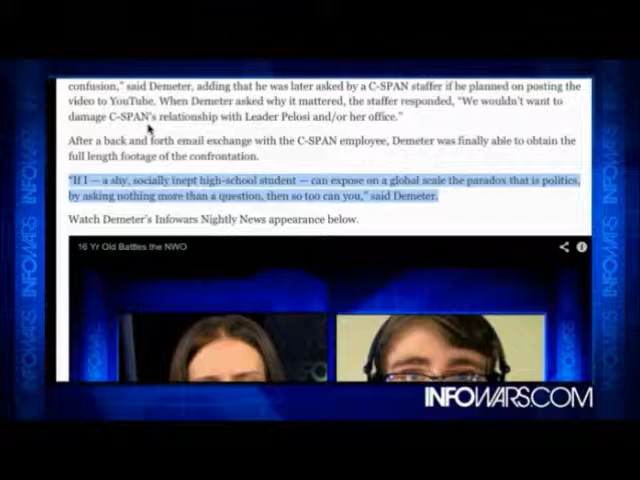 confusion,” said Demeter, adding that he was later asked by a C-SPAN staffer if he planned on posting the
video to YouTube. When Demeter asked why it mattered, the staffer responded, “We wouldn’t want to
damage C-SPAN’s relationship with Leader Pelosi and/or her office.”
After a back and forth email exchange with the C-SPAN employee, Demeter was finally able to obtain the
full length footage of the confrontation.
“If I — a shy, socially inept high-school student — can expose on a global scale the paradox that is politics,
by asking nothing more than a question, then so too can you,” said Demeter.
Watch Demeter’s Infowars Nightly News appearance below.
16 Yr Old Battles the NWO
INFOWARS.COM
INFOWARS
INFOWARS
INFOWARS
INFOWARS